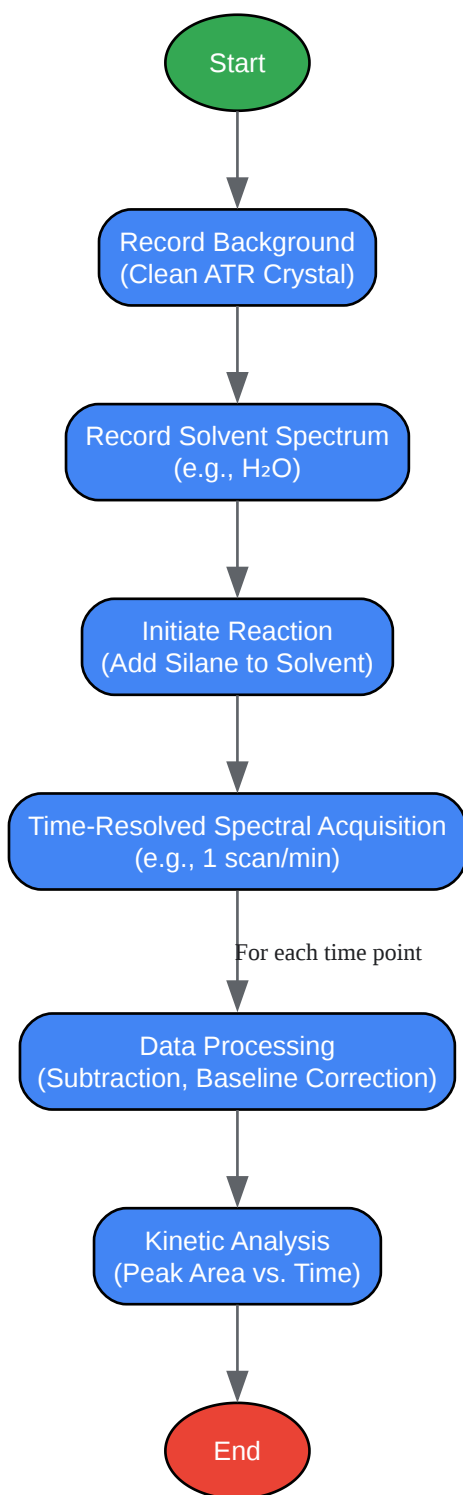 Start
Record Background
(Clean ATR Crystal)
Record Solvent Spectrum
(e.g., H₂O)
Initiate Reaction
(Add Silane to Solvent)
Time-Resolved Spectral Acquisition
(e.g., 1 scan/min)
For each time point
Data Processing
(Subtraction, Baseline Correction)
Kinetic Analysis
(Peak Area vs. Time)
End